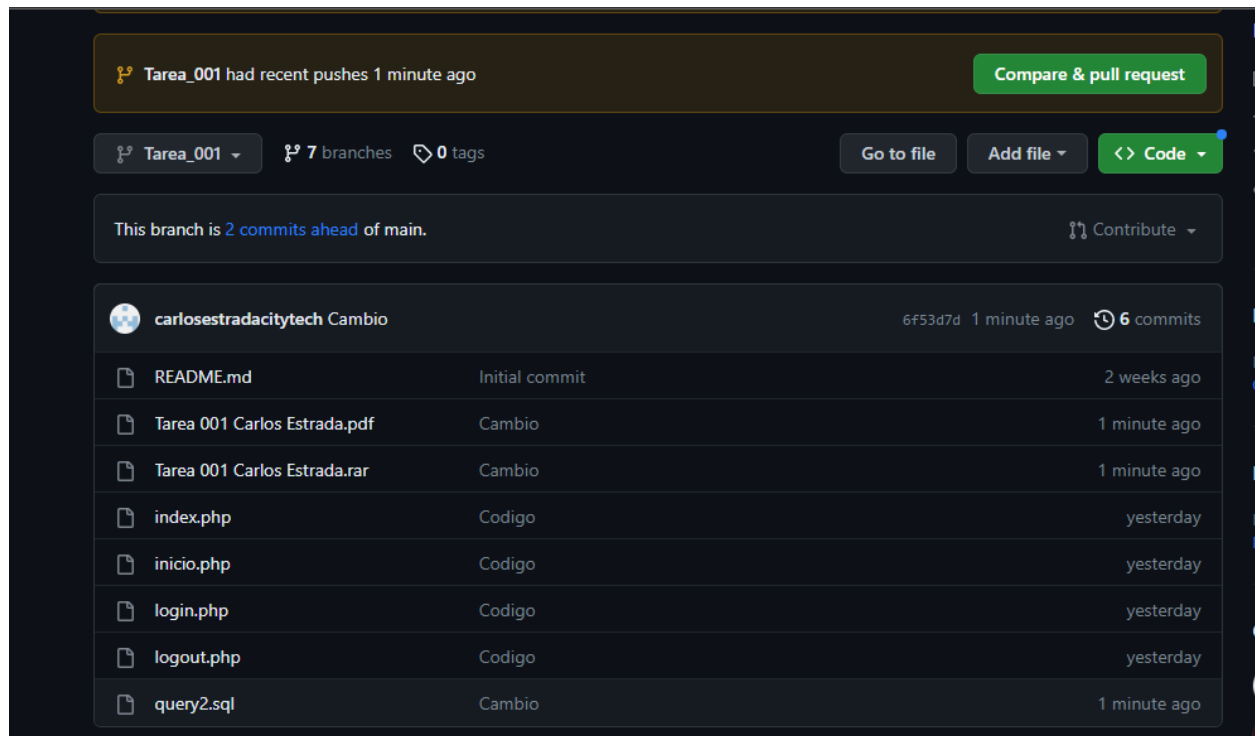 Tarea_001 had recent pushes 1 minute ago Compare & pull request
Tarea_001 7 branches 0 tags Go to file Add file <> Code
This branch is 2 commits ahead of main. Contribute
carlosestradacitytech Cambio 6f53d7d 1 minute ago 6 commits
README.md Initial commit 2 weeks ago
Tarea 001 Carlos Estrada.pdf Cambio 1 minute ago
Tarea 001 Carlos Estrada.rar Cambio 1 minute ago
index.php Codigo yesterday
inicio.php Codigo yesterday
login.php Codigo yesterday
logout.php Codigo yesterday
query2.sql Cambio 1 minute ago